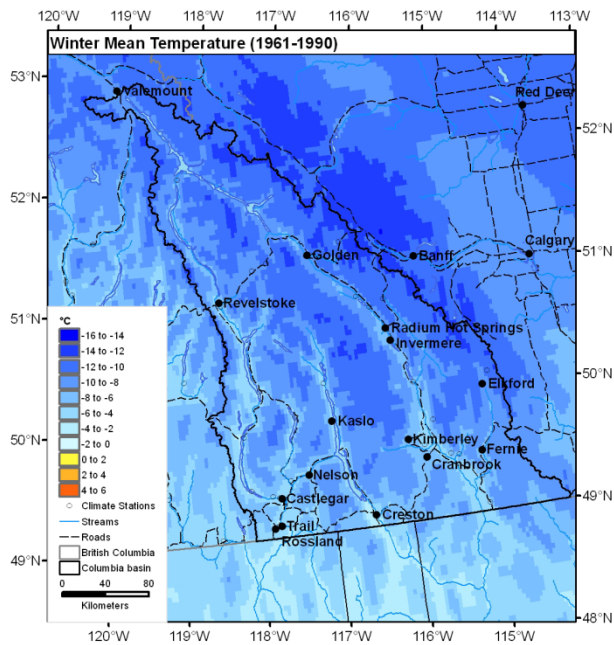 120°W 119°W 118°W 117°W 116°W 115°W 114°W 113°W
Winter Mean Temperature (1961-1990)
53°N
Valemount
Red Deer
52°N
52°N
Calgary
Golden
Banff
51°N
51°N
Revelstoke
Radium Hot Springs
Invermere
50°N
Elkford
Kaslo
50°N
Kimberley
Fernie
Cranbrook
49°N
Nelson
Castlegar
Creston
Trail
Rossland
49°N
48°N
°C
-16 to -14
-14 to -12
-12 to -10
-10 to -8
-8 to -6
-6 to -4
-4 to -2
-2 to 0
0 to 2
2 to 4
4 to 6
Climate Stations
Streams
Roads
British Columbia
Columbia basin
0 40 80
Kilometers
120°W 119°W 118°W 117°W 116°W 115°W